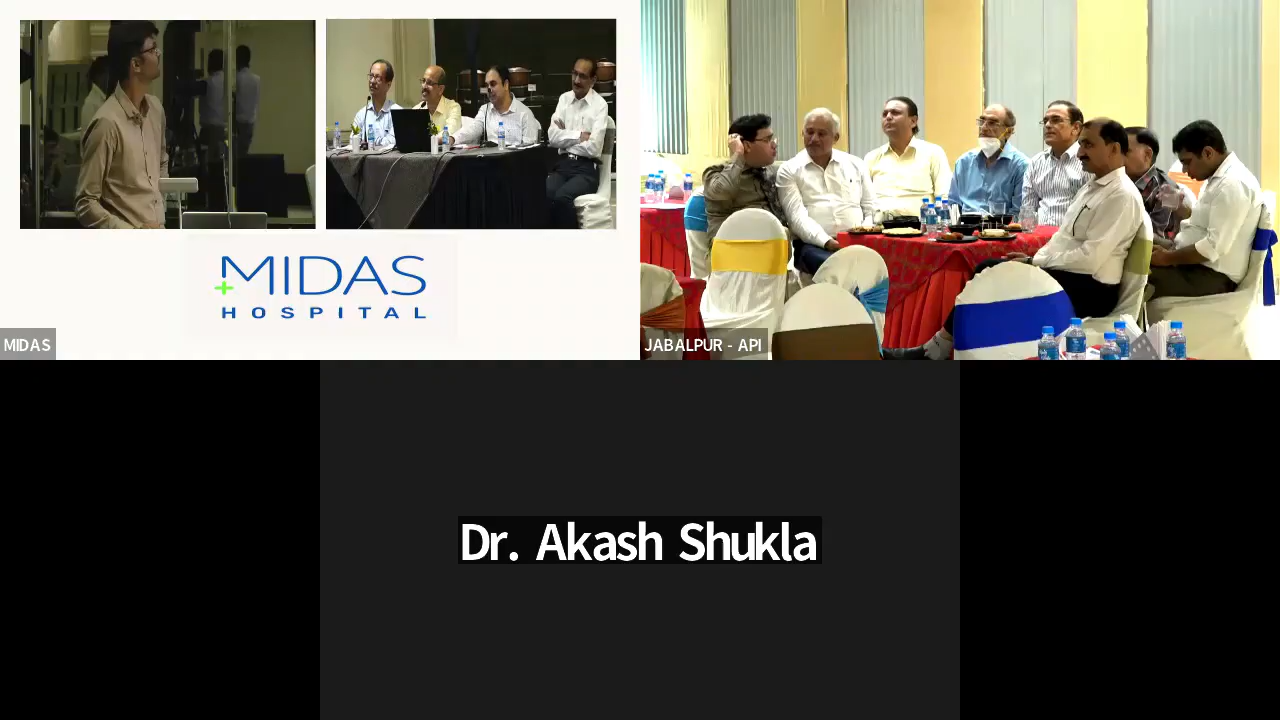 MIDAS
HOSPITAL
MIDAS
JABALPUR - API
Dr. Akash Shukla